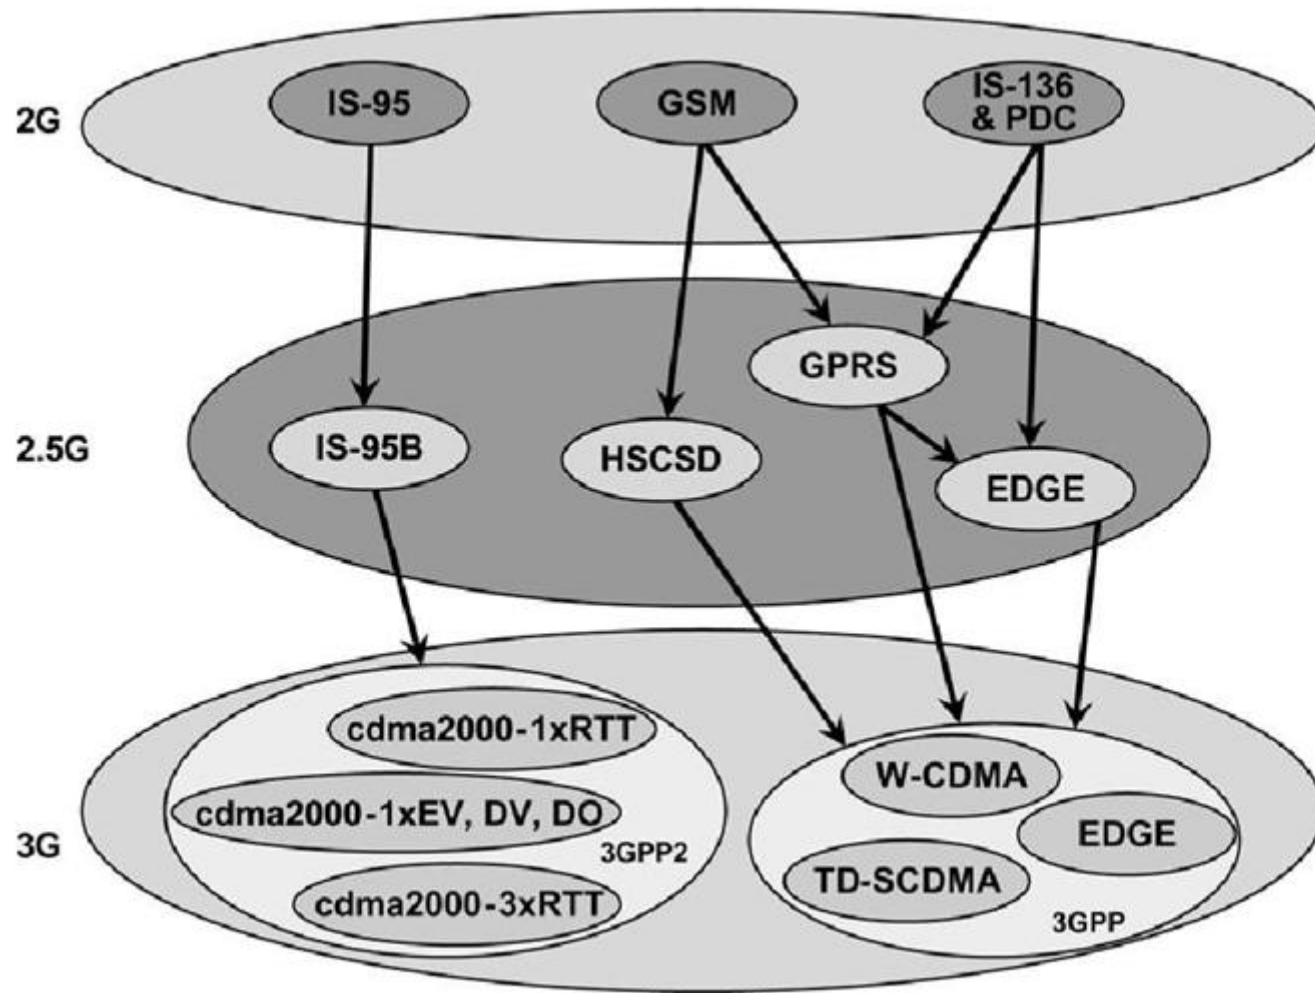 2G
IS-95
GSM
IS-136
& PDC
2.5G
GPRS
IS-95B
HSCSD
EDGE
3G
cdma2000-1xRTT
cdma2000-1xEV, DV, DO
3GPP2
cdma2000-3xRTT
W-CDMA
EDGE
TD-SCDMA
3GPP